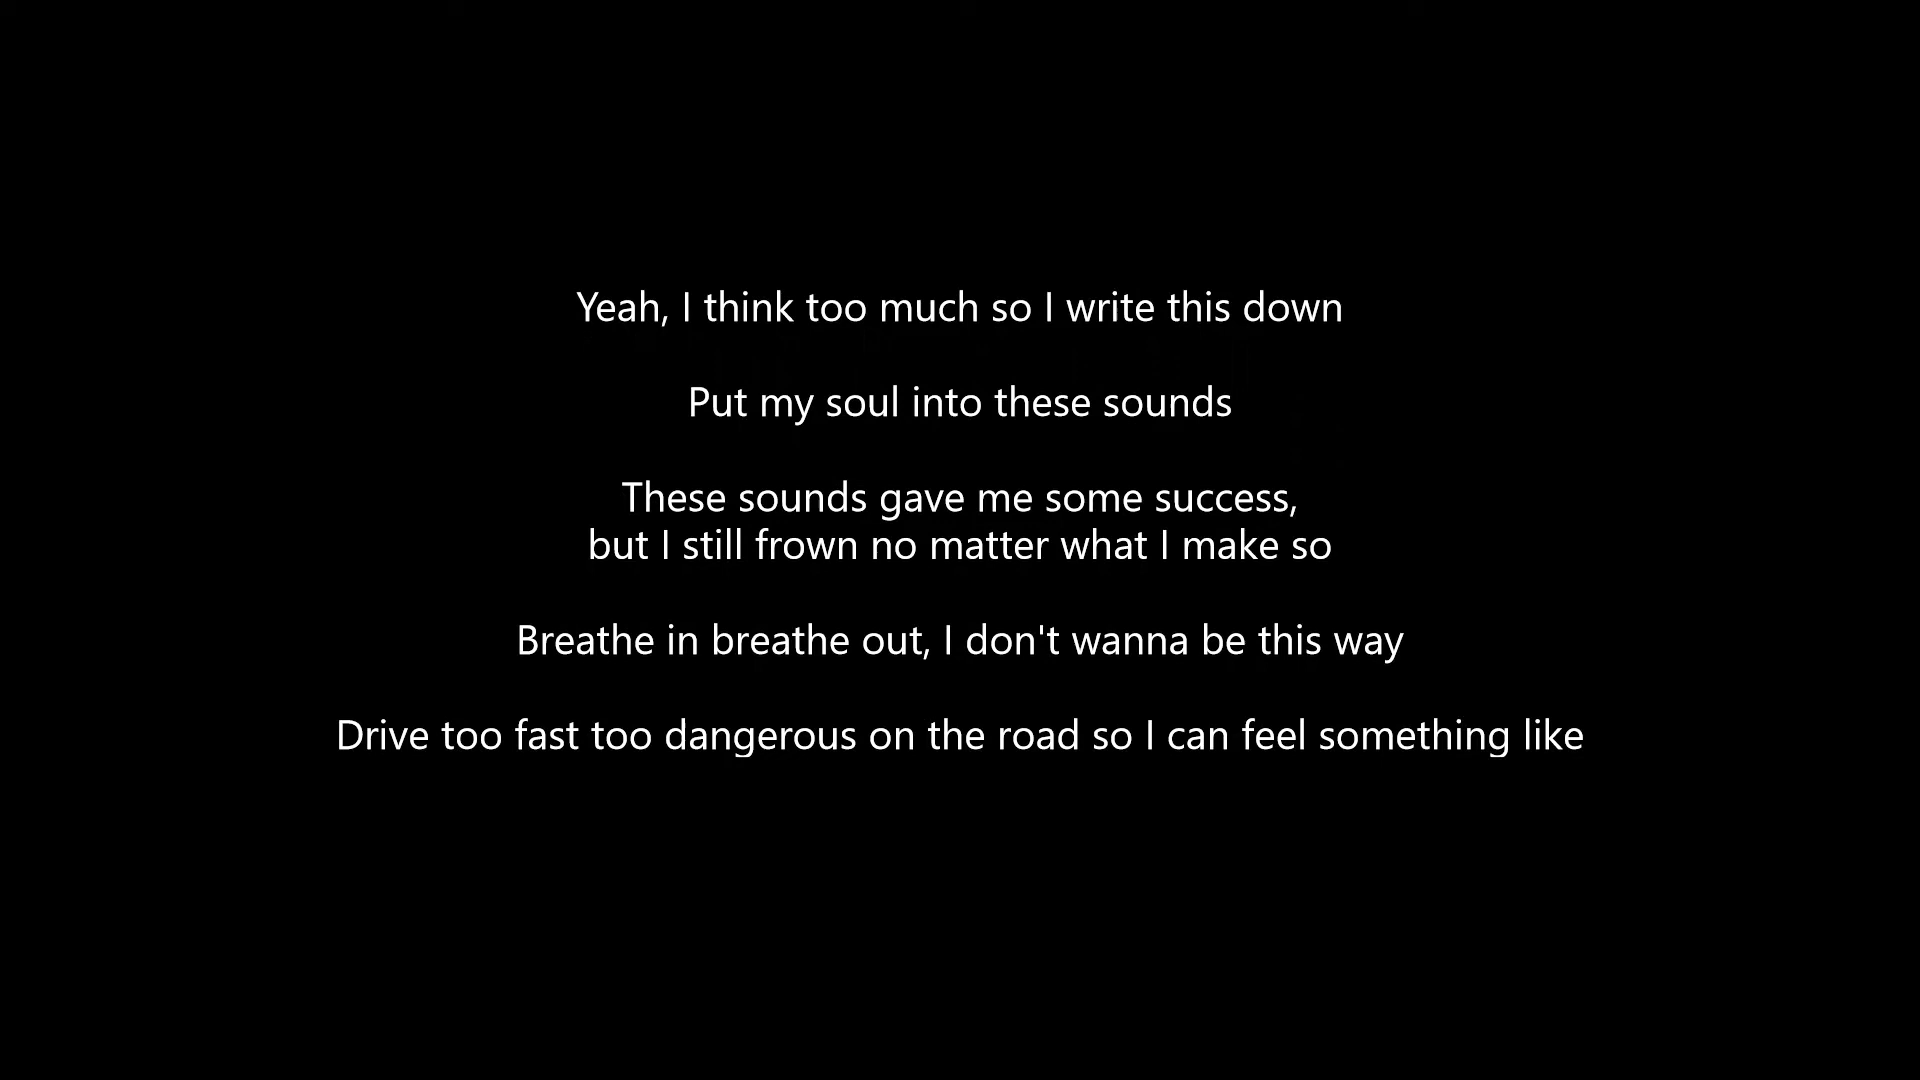 Yeah, I think too much so I write this down
Put my soul into these sounds
These sounds gave me some success,
but I still frown no matter what I make so
Breathe in breathe out, I don't wanna be this way
Drive too fast too dangerous on the road so I can feel something like